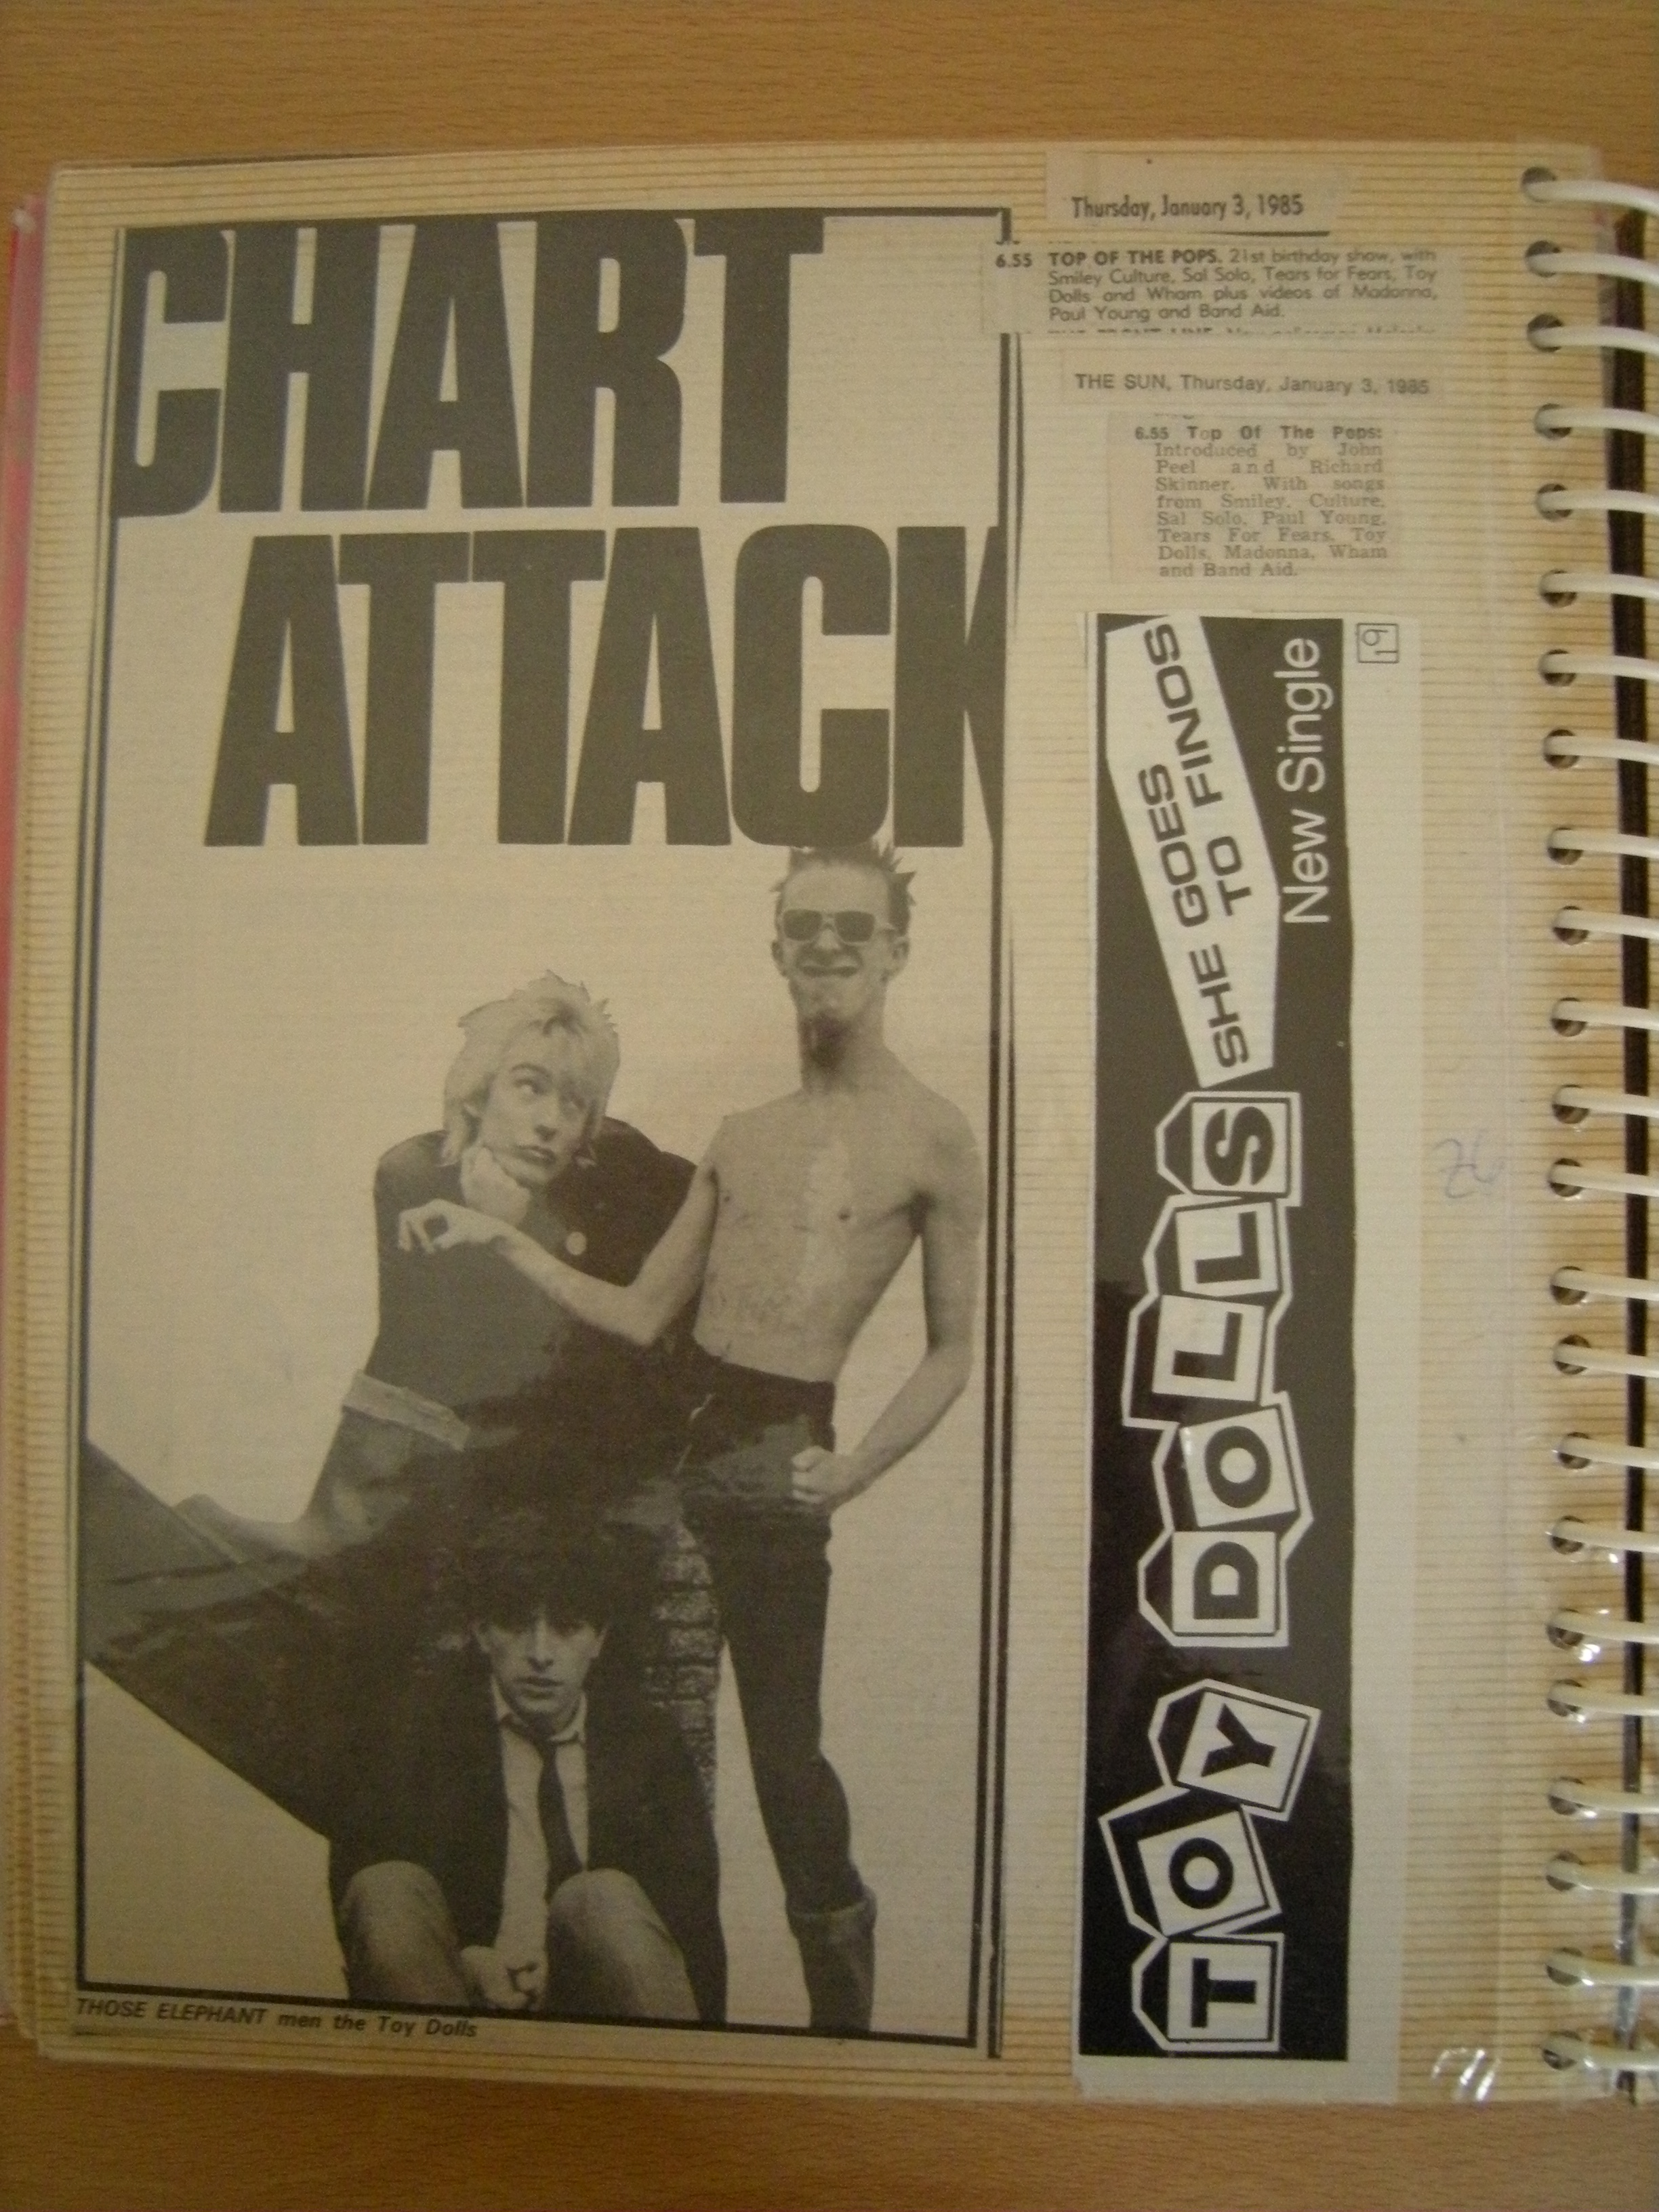 CHART
ATTACK
THOSE ELEPHANT men the Toy Dolls
Thursday, January 3, 1985
6.55 TOP OF THE POPS. 21st birthday show, with
Smiley Culture, Sal Solo, Tears for Fears, Toy
Dolls and Wham plus videos of Madonna,
Paul Young and Band Aid.
THE SUN, Thursday, January 3, 1985
6.55 Top Of The Pops:
Introduced by John
Peel and Richard
Skinner. With songs
from Smiley, Culture,
Sal Solo, Paul Young,
Tears For Fears, Toy
Dolls, Madonna, Wham
and Band Aid.
TOY DOLLS
SHE GOES
TO FINOS
New Single
19